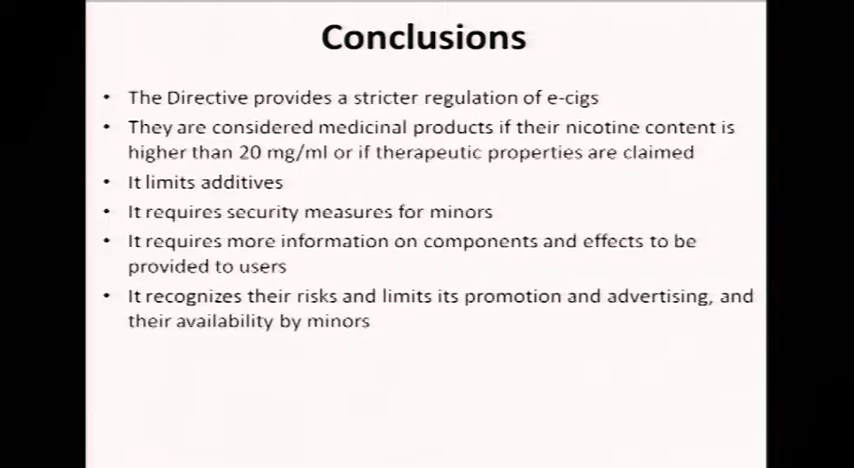 Conclusions
• The Directive provides a stricter regulation of e-cigs
• They are considered medicinal products if their nicotine content is
higher than 20 mg/ml or if therapeutic properties are claimed
• It limits additives
• It requires security measures for minors
• It requires more information on components and effects to be
provided to users
• It recognizes their risks and limits its promotion and advertising, and
their availability by minors